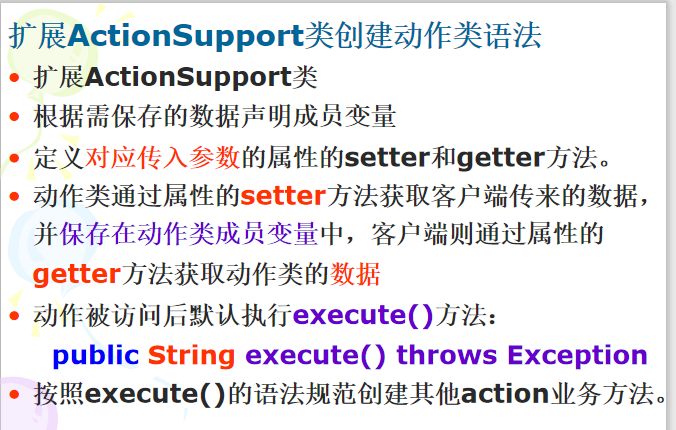 扩展ActionSupport类创建动作类语法
• 扩展ActionSupport类
• 根据需保存的数据声明成员变量
• 定义对应传入参数的属性的setter和getter方法。
• 动作类通过属性的setter方法获取客户端传来的数据，
并保存在动作类成员变量中，客户端则通过属性的
getter方法获取动作类的数据
• 动作被访问后默认执行execute()方法：
public String execute() throws Exception
• 按照execute()的语法规范创建其他action业务方法。